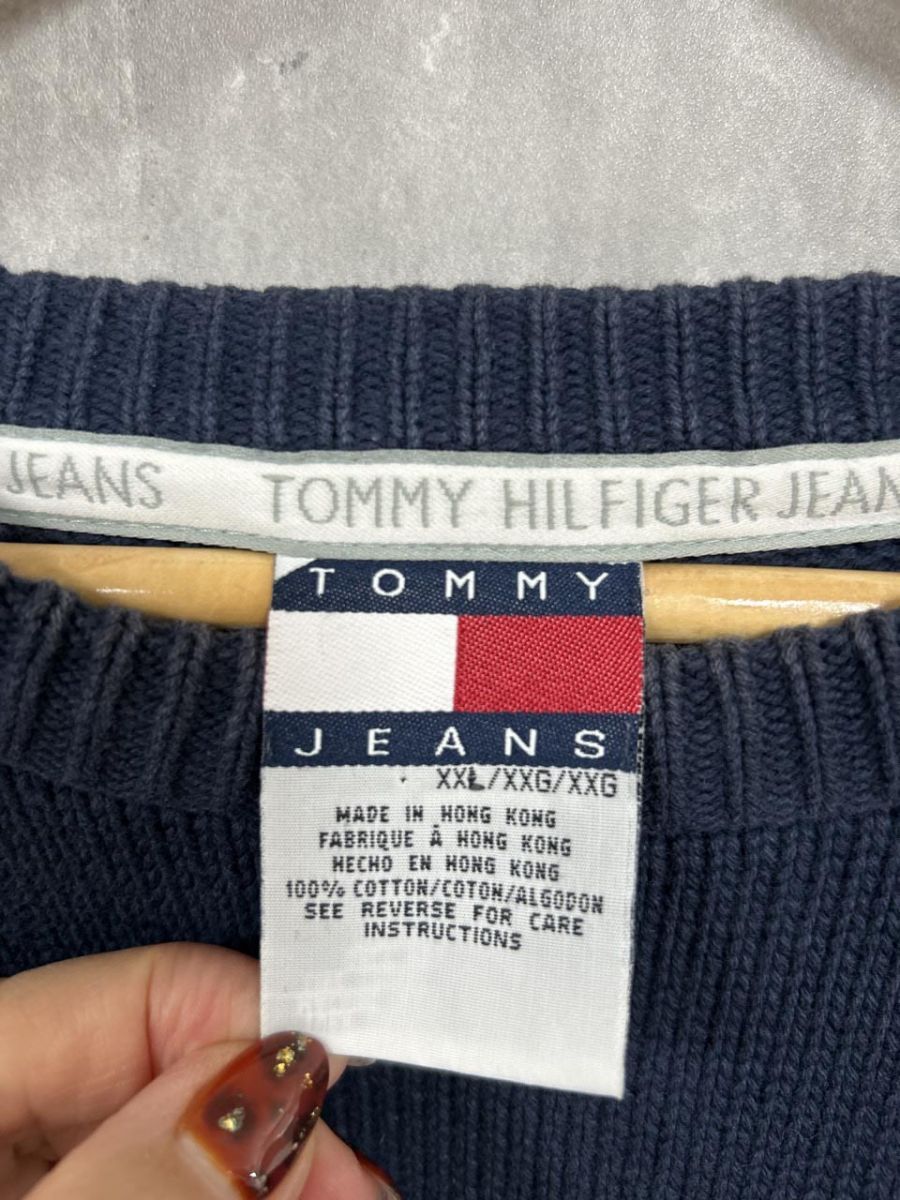 JEANS TOMMY HILFIGER JEAN
TOMMY
JEANS
XXL/XXG/XXG
MADE IN HONG KONG
FABRIQUE À HONG KONG
HECHO EN HONG KONG
100% COTTON/COTON/ALGODON
SEE REVERSE FOR CARE
INSTRUCTIONS